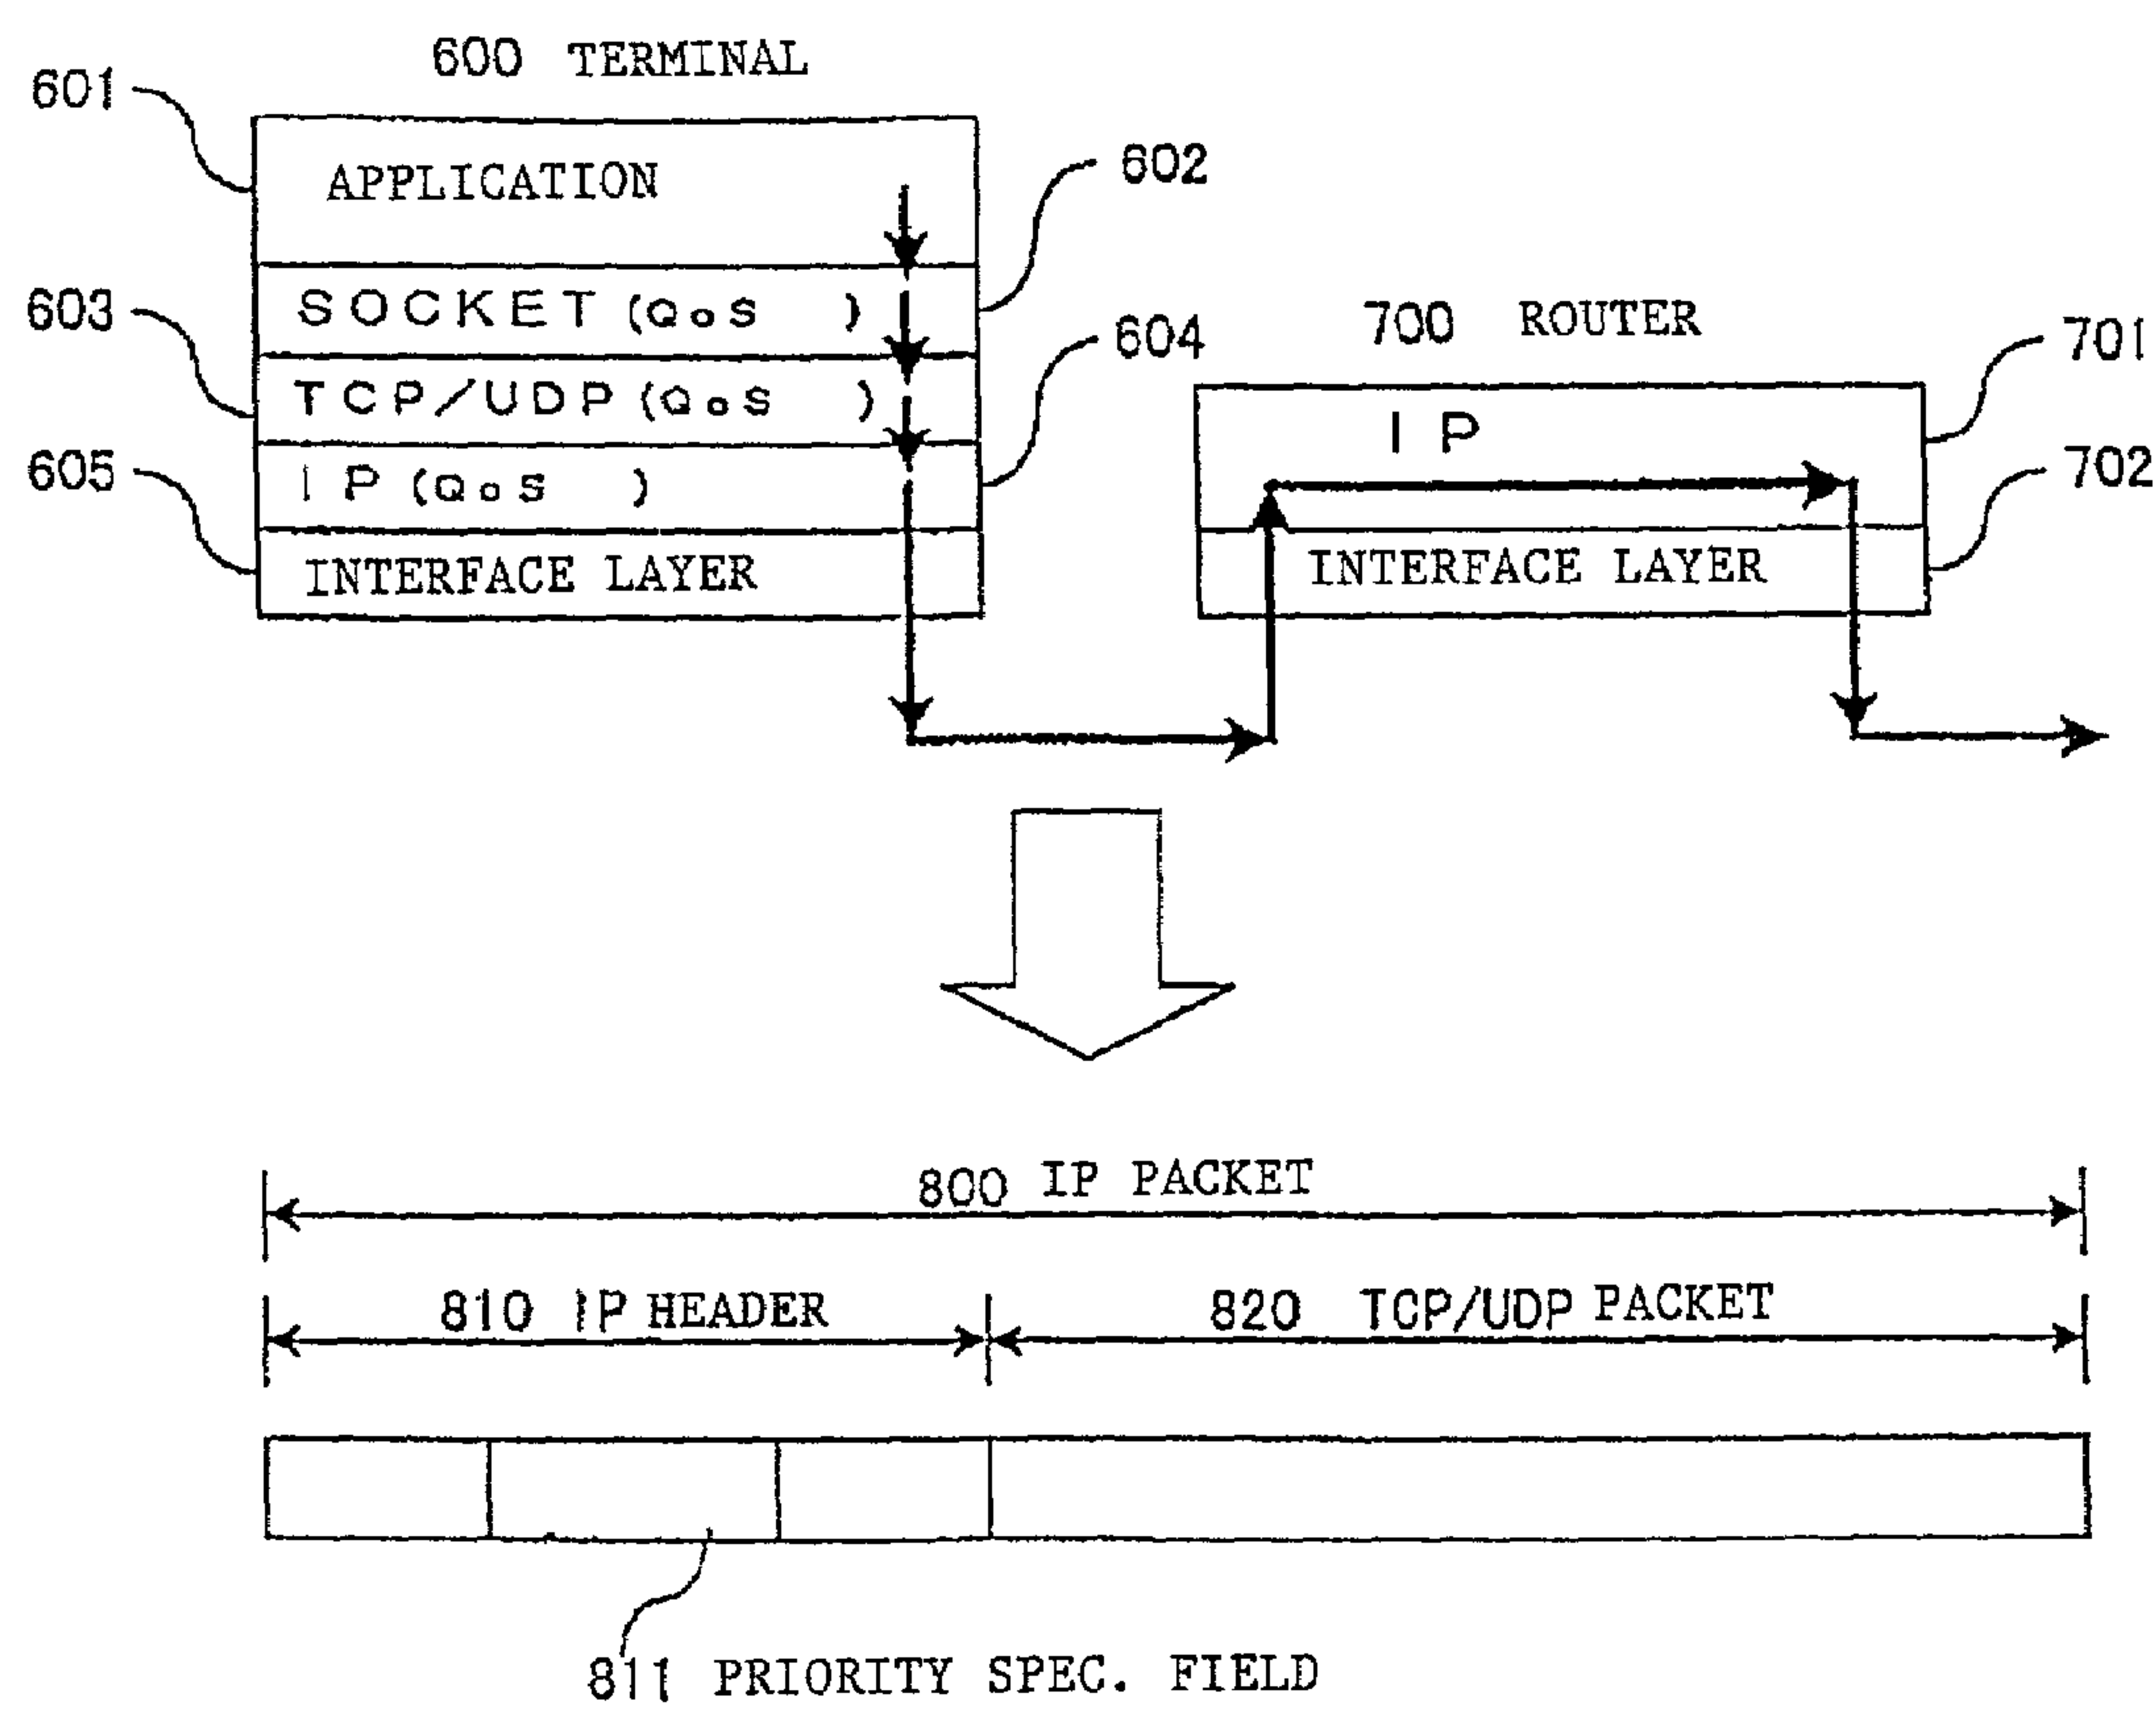 600 TERMINAL
601
APPLICATION
602
SOCKET (QoS )
603
TCP/UDP (QoS )
604
IP (QoS )
605
INTERFACE LAYER
700 ROUTER
701
IP
702
INTERFACE LAYER
800 IP PACKET
810 IP HEADER
820 TCP/UDP PACKET
811 PRIORITY SPEC. FIELD